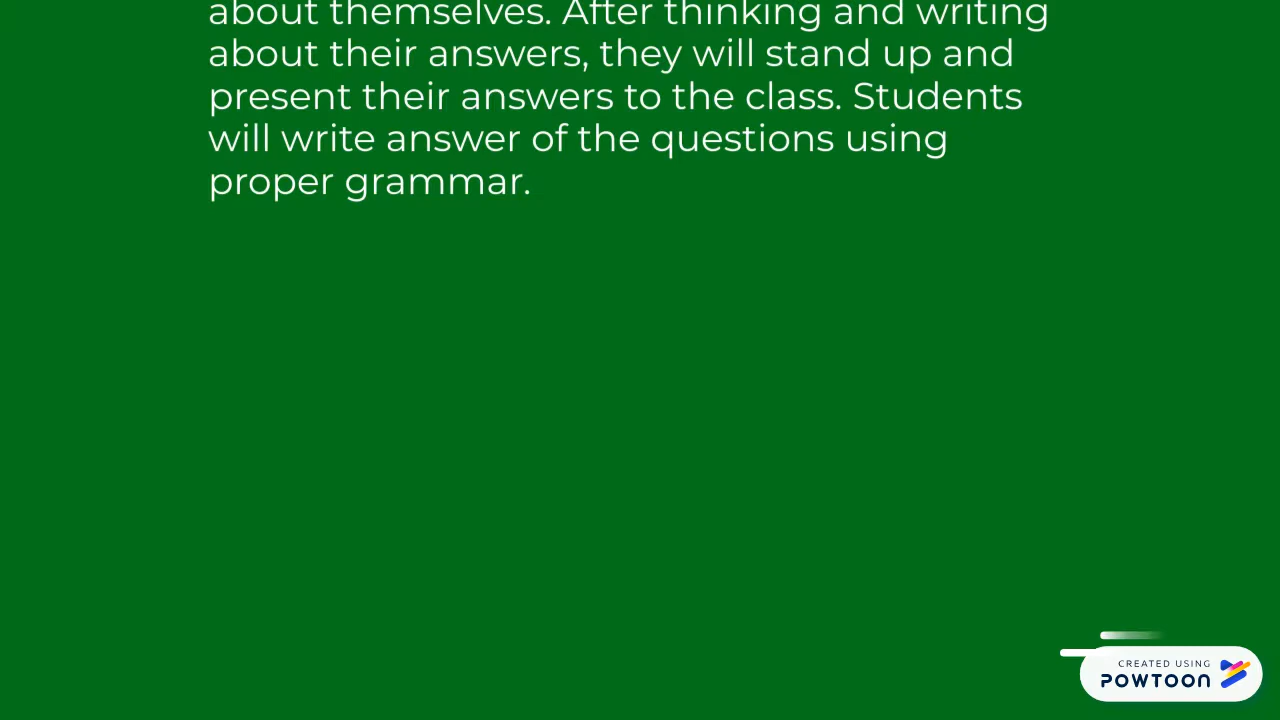 about themselves. After thinking and writing
about their answers, they will stand up and
present their answers to the class. Students
will write answer of the questions using
proper grammar.
CREATED USING
POWTOON